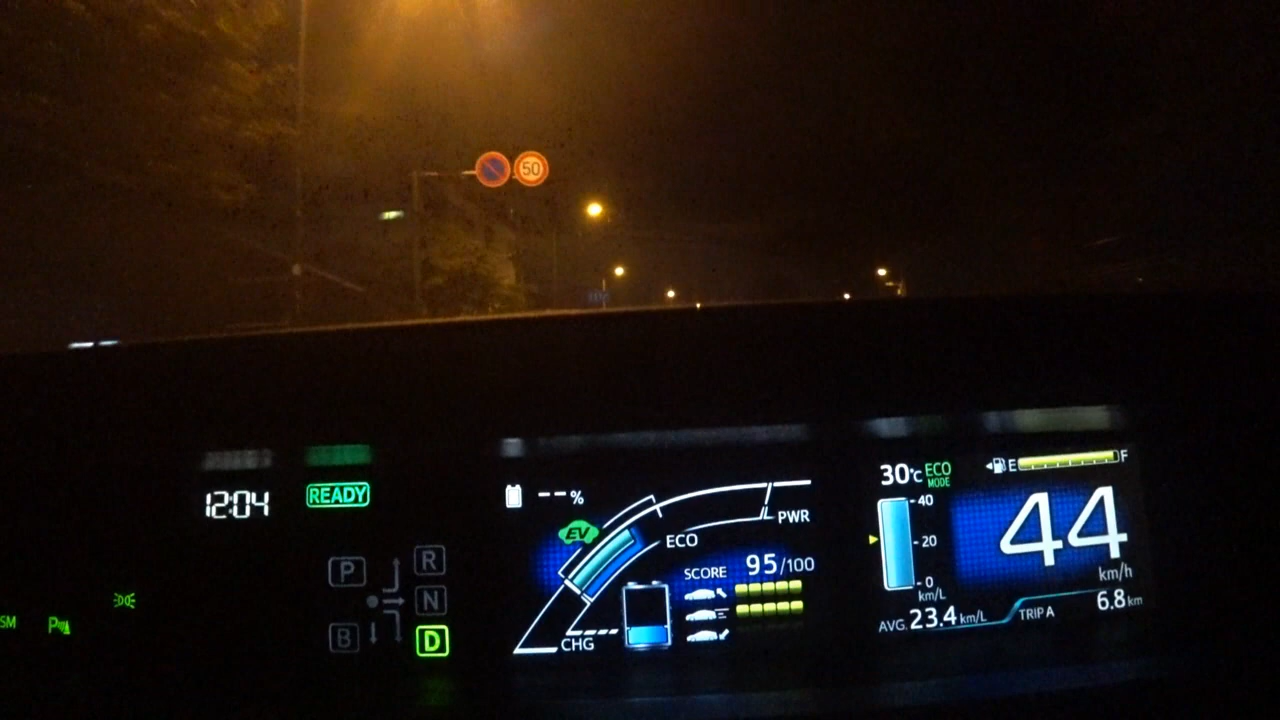 50
12:04
READY
P
R
N
B
D
SM
P
--%
EV
CHG
ECO
PWR
SCORE 95/100
30℃ ECO MODE
E F
40
20
0
km/L
AVG. 23.4 km/L
44
km/h
TRIP A 6.8 km